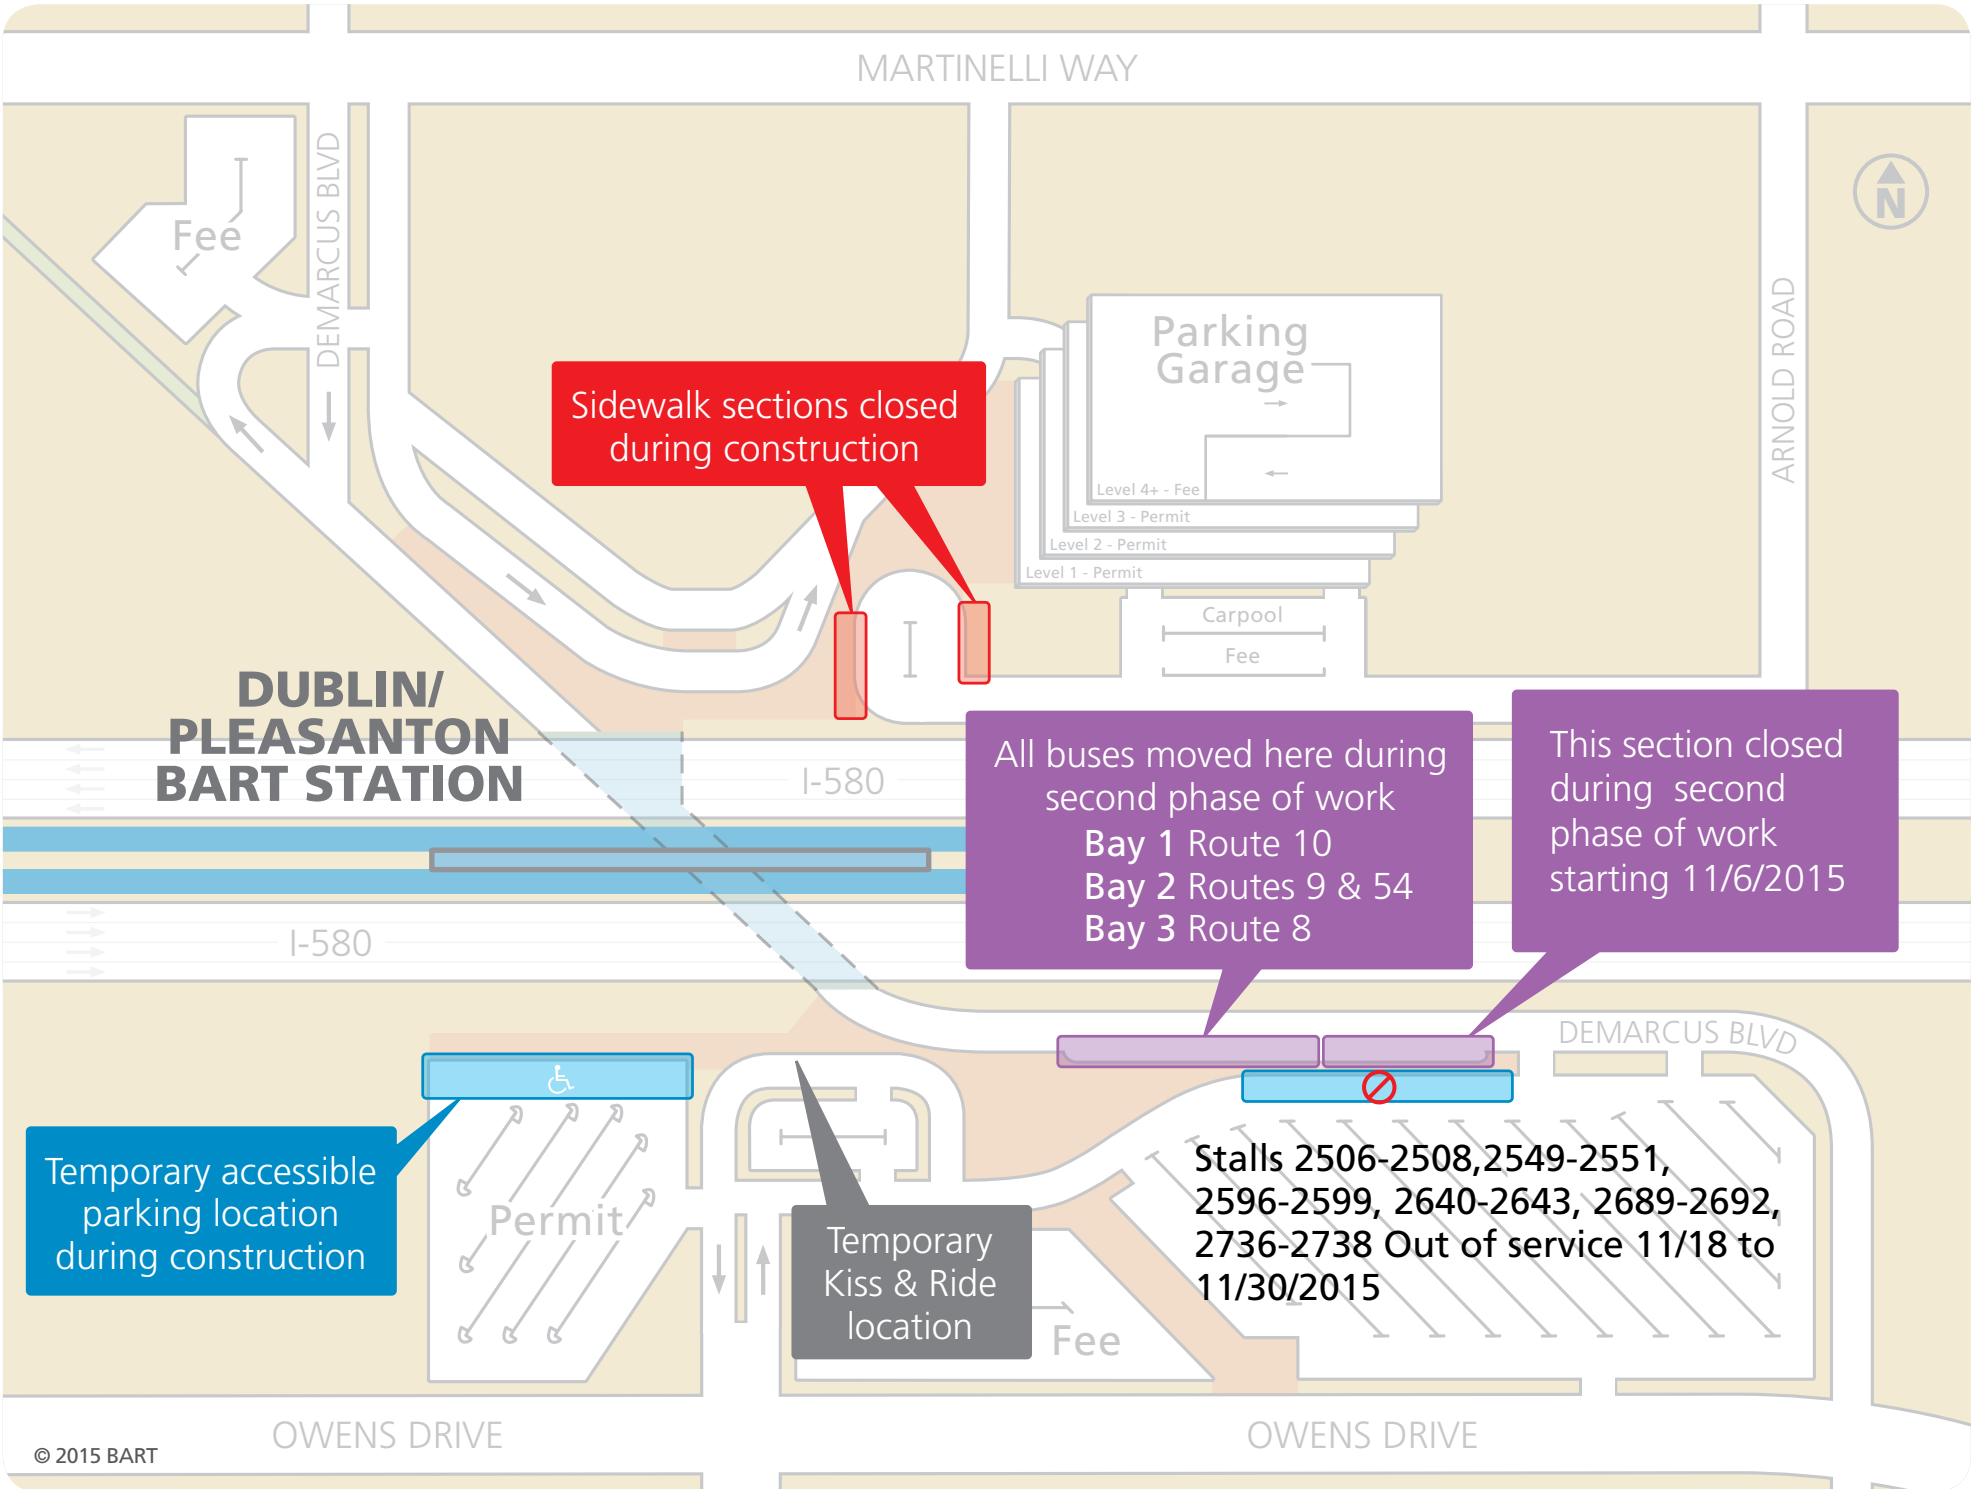 MARTINELLI WAY
DEMARCUS BLVD
Fee
N
ARNOLD ROAD
Parking
Garage
Level 4+ - Fee
Level 3 - Permit
Level 2 - Permit
Level 1 - Permit
Carpool
Fee
Sidewalk sections closed
during construction
DUBLIN/
PLEASANTON
BART STATION
I-580
I-580
All buses moved here during
second phase of work
Bay 1 Route 10
Bay 2 Routes 9 & 54
Bay 3 Route 8
This section closed
during second
phase of work
starting 11/6/2015
DEMARCUS BLVD
Temporary accessible
parking location
during construction
Permit
Temporary
Kiss & Ride
location
Fee
Stalls 2506-2508,2549-2551,
2596-2599, 2640-2643, 2689-2692,
2736-2738 Out of service 11/18 to
11/30/2015
OWENS DRIVE
OWENS DRIVE
© 2015 BART